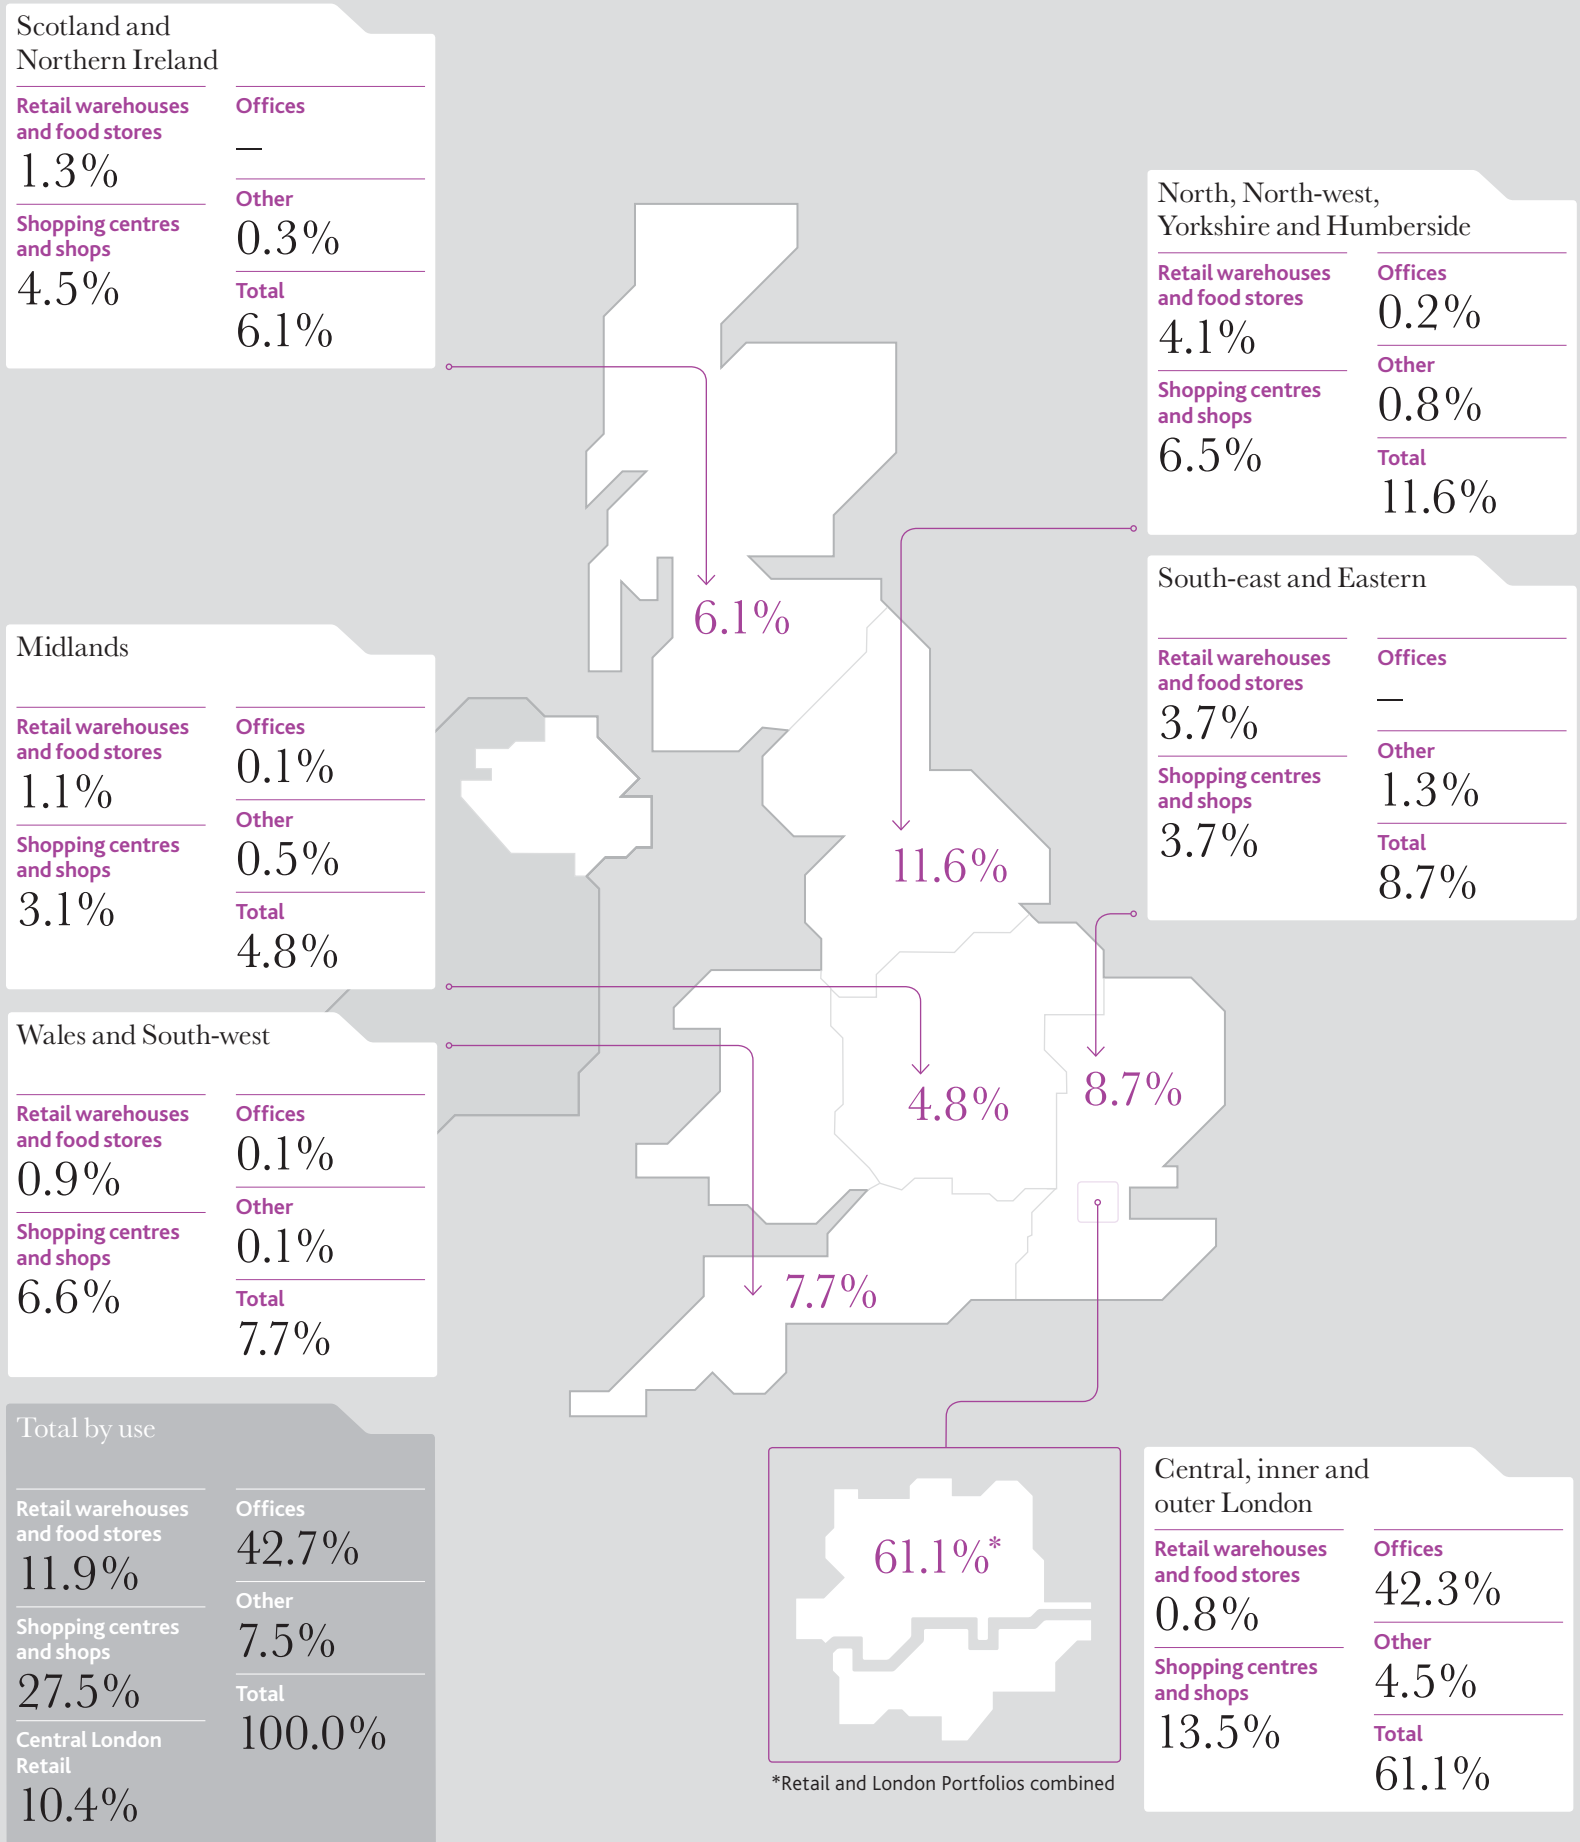 Scotland and
Northern Ireland
Retail warehouses
and food stores
1.3%
Shopping centres
and shops
4.5%
Offices
—
Other
0.3%
Total
6.1%
North, North-west,
Yorkshire and Humberside
Retail warehouses
and food stores
4.1%
Shopping centres
and shops
6.5%
Offices
0.2%
Other
0.8%
Total
11.6%
South-east and Eastern
Retail warehouses
and food stores
3.7%
Shopping centres
and shops
3.7%
Offices
—
Other
1.3%
Total
8.7%
Midlands
Retail warehouses
and food stores
1.1%
Shopping centres
and shops
3.1%
Offices
0.1%
Other
0.5%
Total
4.8%
Wales and South-west
Retail warehouses
and food stores
0.9%
Shopping centres
and shops
6.6%
Offices
0.1%
Other
0.1%
Total
7.7%
6.1%
11.6%
8.7%
4.8%
7.7%
Total by use
Retail warehouses
and food stores
11.9%
Shopping centres
and shops
27.5%
Central London
Retail
10.4%
Offices
42.7%
Other
7.5%
Total
100.0%
61.1%*
*Retail and London Portfolios combined
Central, inner and
outer London
Retail warehouses
and food stores
0.8%
Shopping centres
and shops
13.5%
Offices
42.3%
Other
4.5%
Total
61.1%